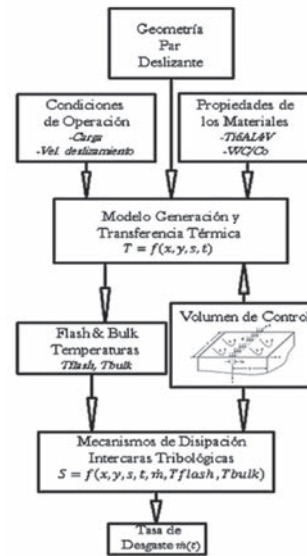 Geometría
Par
Deslizante
Condiciones
de Operación
-Carga
-Vel. deslizamiento
Propiedades de
los Materiales
-Ti6AL4V
-WC/Co
Modelo Generación y
Transferencia Térmica
T = f(x, y, s, t)
Flash & Bulk
Temperaturas
Tflash, Tbulk
Volumen de Control
Mecanismos de Disipación
Intercaras Tribológicas
S = f(x, y, s, t, ṁ, Tflash, Tbulk)
Tasa de
Desgaste ṁ(t)